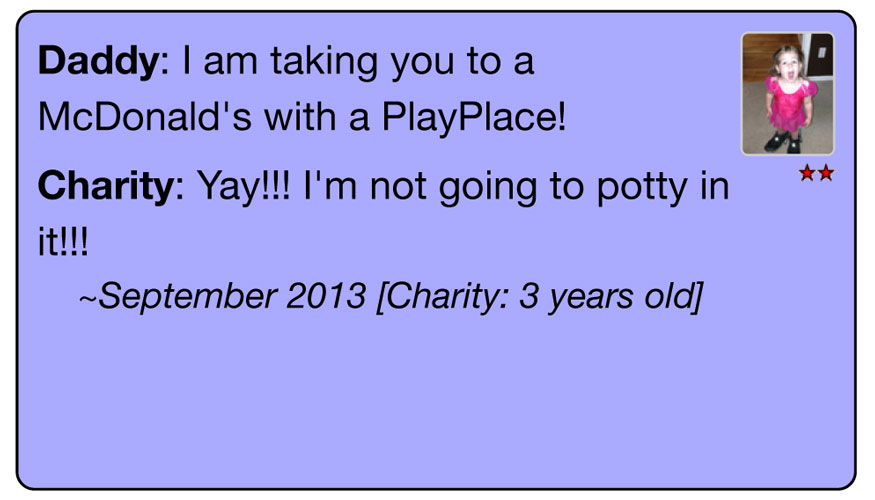 Daddy: I am taking you to a
McDonald's with a PlayPlace!
Charity: Yay!!! I'm not going to potty in
it!!!
~September 2013 [Charity: 3 years old]